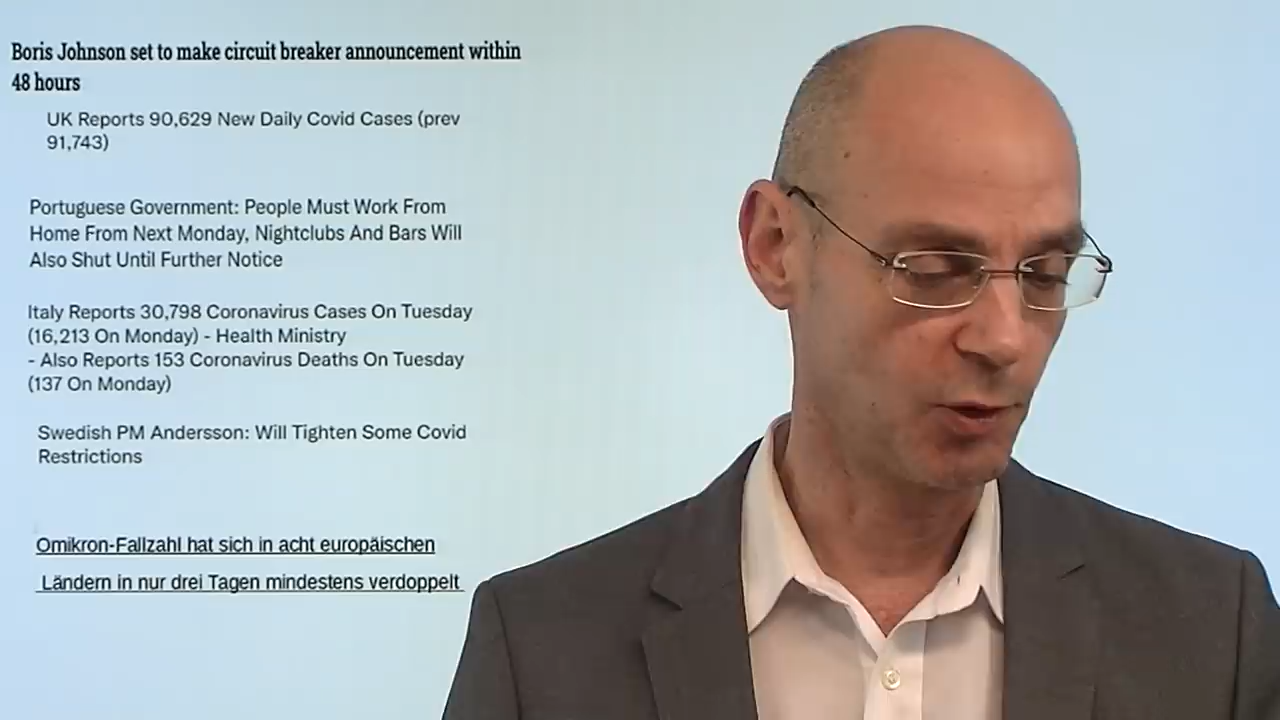 Boris Johnson set to make circuit breaker announcement within
48 hours
UK Reports 90,629 New Daily Covid Cases (prev
91,743)
Portuguese Government: People Must Work From
Home From Next Monday, Nightclubs And Bars Will
Also Shut Until Further Notice
Italy Reports 30,798 Coronavirus Cases On Tuesday
(16,213 On Monday) - Health Ministry
- Also Reports 153 Coronavirus Deaths On Tuesday
(137 On Monday)
Swedish PM Andersson: Will Tighten Some Covid
Restrictions
Omikron-Fallzahl hat sich in acht europäischen
Ländern in nur drei Tagen mindestens verdoppelt